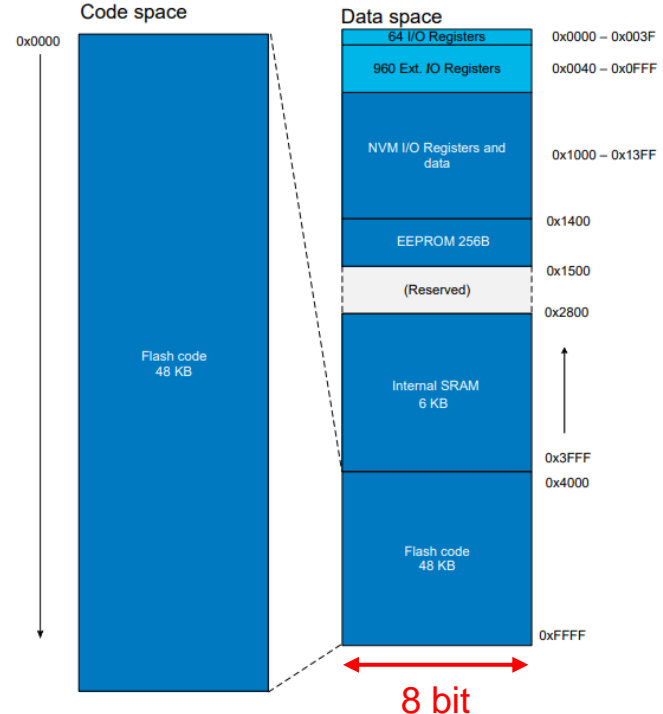 Code space
Data space
0x0000
64 I/O Registers
0x0000 – 0x003F
960 Ext. IO Registers
0x0040 – 0x0FFF
NVM I/O Registers and
data
0x1000 – 0x13FF
0x1400
EEPROM 256B
0x1500
(Reserved)
0x2800
Flash code
48 KB
Internal SRAM
6 KB
0x3FFF
0x4000
Flash code
48 KB
0xFFFF
8 bit